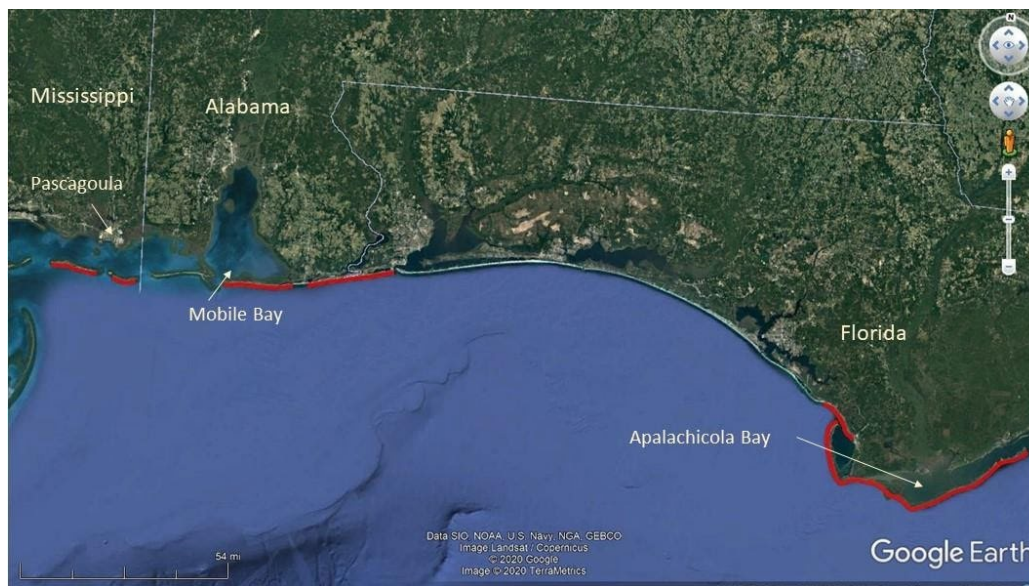 N
Mississippi
Alabama
Pascagoula
Mobile Bay
Florida
Apalachicola Bay
54 mi
Data SIO, NOAA, U.S. Navy, NGA, GEBCO
Image Landsat / Copernicus
© 2020 Google
Image © 2020 TerraMetrics
Google Earth